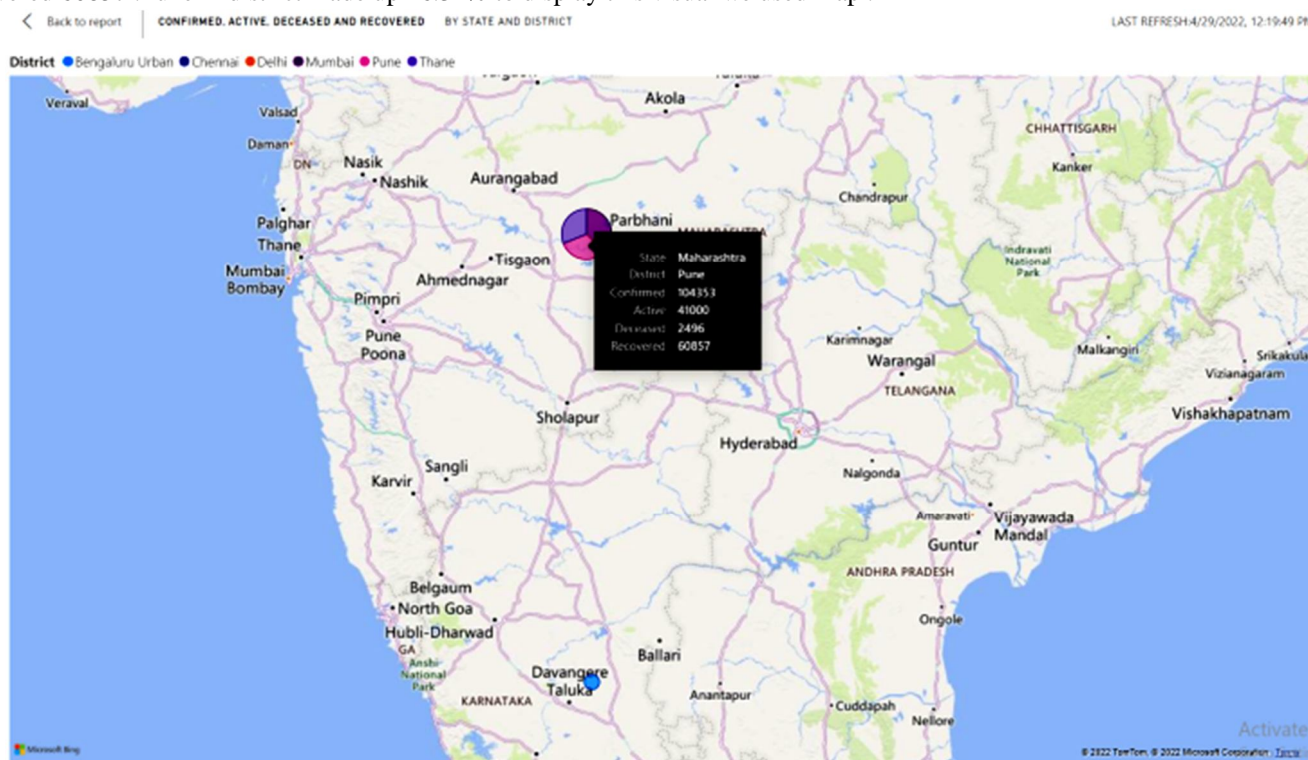 Back to report
CONFIRMED, ACTIVE, DECEASED AND RECOVERED BY STATE AND DISTRICT
LAST REFRESH:4/29/2022, 12:19:49
District Bengaluru Urban Chennai Delhi Mumbai Pune Thane
Veraval
Valsad
Akola
CHHATTISGARH
Daman
DN
Nasik
Nashik
Aurangabad
Kanker
Chandrapur
Palghar
Parbhani
Thane
Tisgaon
Indravati
National
Park
Mumbai
Bombay
Ahmednagar
State Maharashtra
District Pune
Confirmed 104353
Active 41000
Deceased 2496
Recovered 60857
Pimpri
Pune
Poona
Karimnagar
Warangal
TELANGANA
Malkangiri
Srikakula
Vizianagaram
Vishakhapatnam
Sholapur
Hyderabad
Nalgonda
Sangli
Karvir
Amaravati
Vijayawada
Mandal
Guntur
ANDHRA PRADESH
Belgaum
North Goa
Hubli-Dharwad
GA
Anshi
National
Park
Ongole
Ballari
Davangere
Taluka
KARNATAKA
Anantapur
Cuddapah
Nellore
Activate
Microsoft Bing
© 2022 TomTom, © 2022 Microsoft Corporation Terms